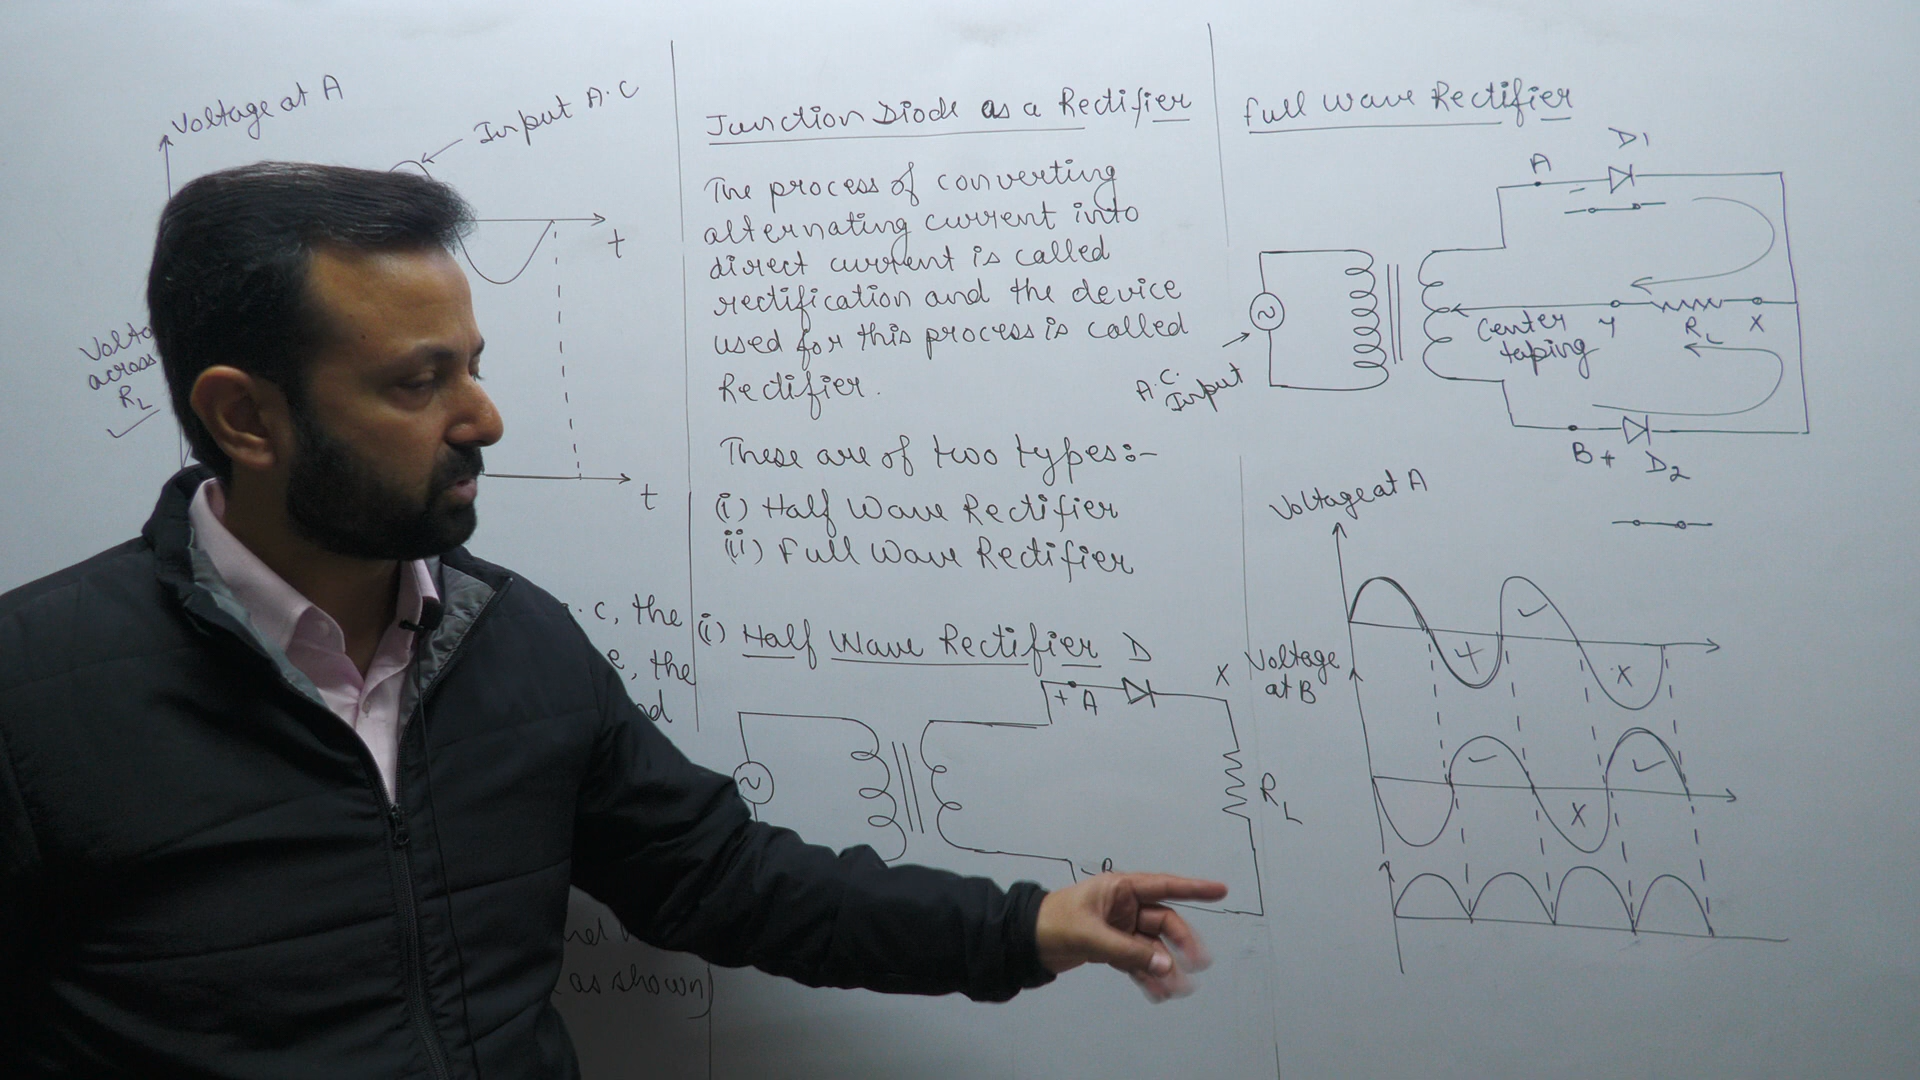 Voltage at A
Input A.C
t
across
RL
t
. c, the
, the
as shown)
Junction Diode as a Rectifier
The process of converting
alternating current into
direct current is called
rectification and the device
used for this process is called
Rectifier.
These are of two types:-
(i) Half Wave Rectifier
(ii) Full Wave Rectifier
(i) Half Wave Rectifier
D
+ A
X
RL
Full Wave Rectifier
D1
A
-
Center
taping
Y
RL
X
A.C.
Input
B +
D2
Voltage at A
Voltage
at B
X
X